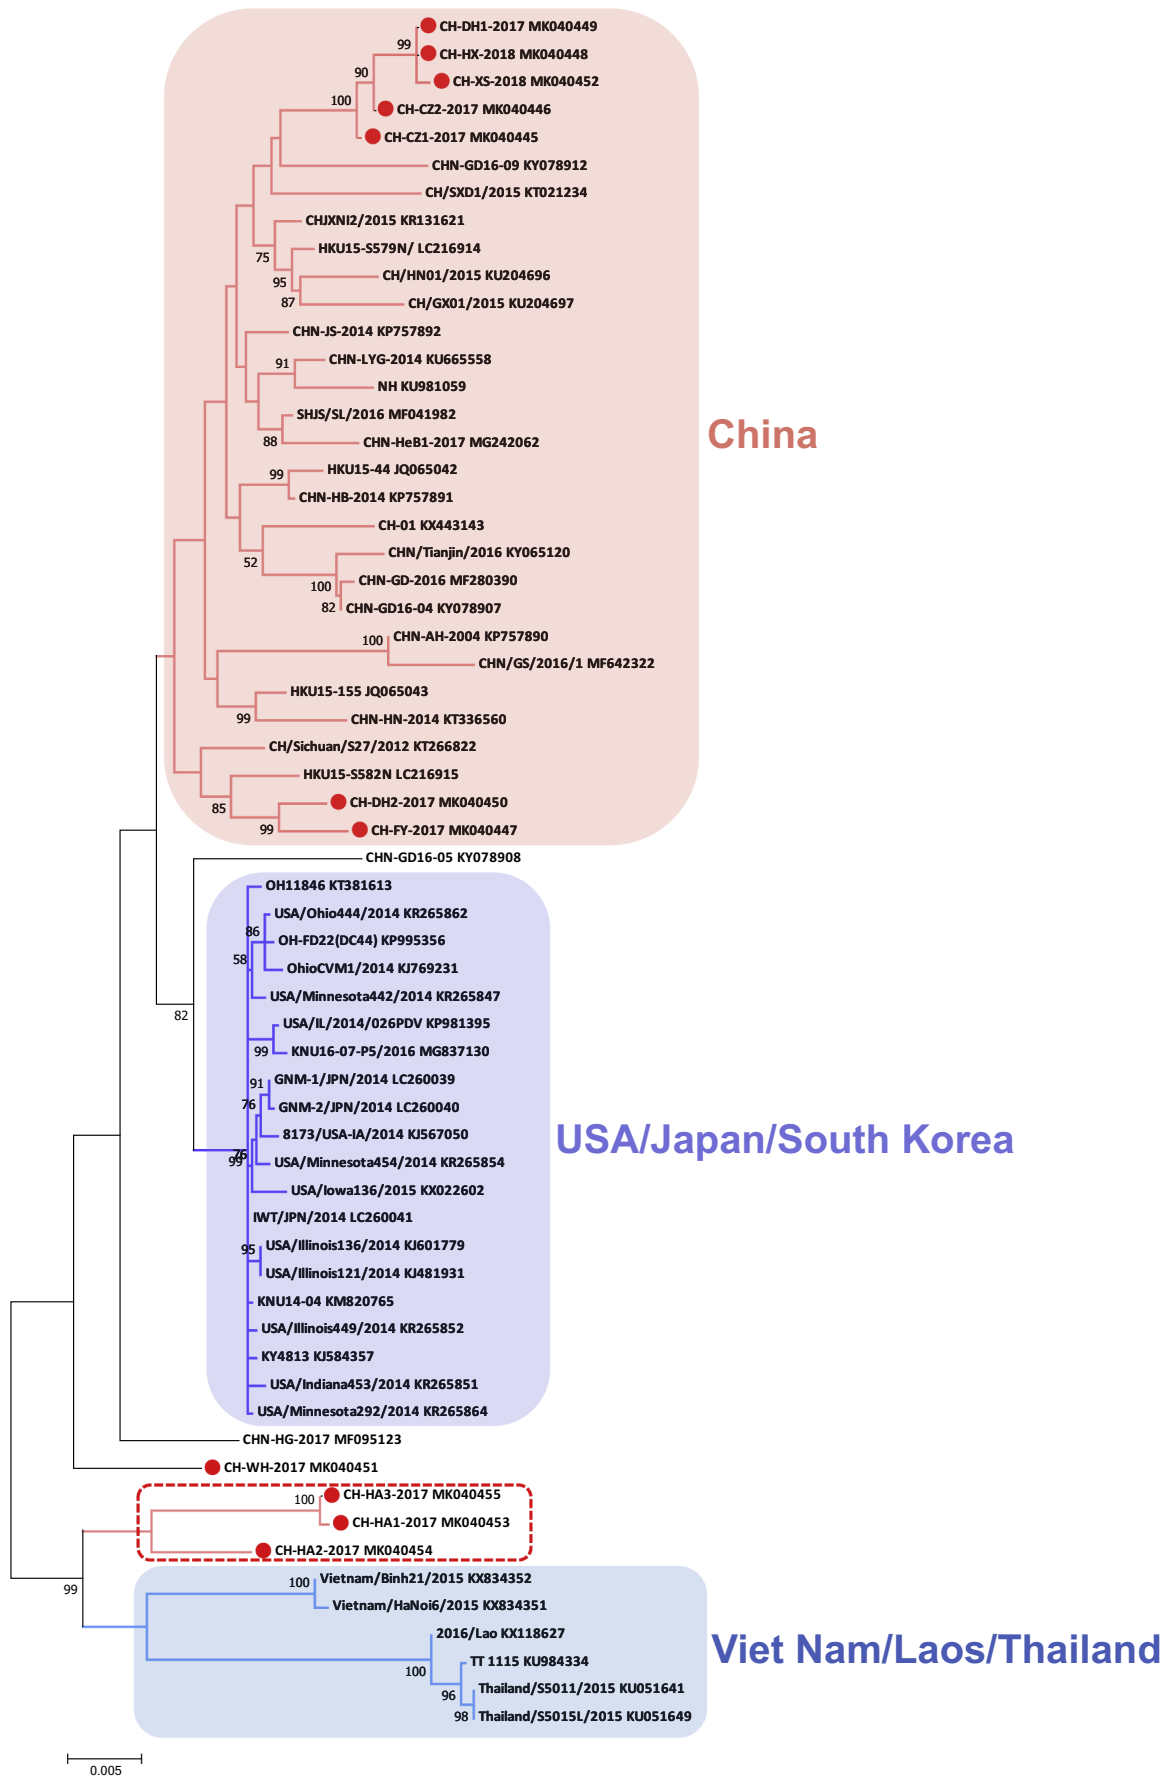 CH-DH1-2017 MK040449
99
CH-HX-2018 MK040448
90
CH-XS-2018 MK040452
100
CH-CZ2-2017 MK040446
CH-CZ1-2017 MK040445
CHN-GD16-09 KY078912
CH/SXD1/2015 KT021234
CHJXNI2/2015 KR131621
75
HKU15-S579N/ LC216914
95
CH/HN01/2015 KU204696
87
CH/GX01/2015 KU204697
CHN-JS-2014 KP757892
91
CHN-LYG-2014 KU665558
NH KU981059
SHJS/SL/2016 MF041982
88
CHN-HeB1-2017 MG242062
China
99
HKU15-44 JQ065042
CHN-HB-2014 KP757891
CH-01 KX443143
52
CHN/Tianjin/2016 KY065120
100
CHN-GD-2016 MF280390
82
CHN-GD16-04 KY078907
100
CHN-AH-2004 KP757890
CHN/GS/2016/1 MF642322
HKU15-155 JQ065043
99
CHN-HN-2014 KT336560
CH/Sichuan/S27/2012 KT266822
HKU15-S582N LC216915
85
CH-DH2-2017 MK040450
99
CH-FY-2017 MK040447
CHN-GD16-05 KY078908
OH11846 KT381613
USA/Ohio444/2014 KR265862
86
OH-FD22(DC44) KP995356
58
OhioCVM1/2014 KJ769231
USA/Minnesota442/2014 KR265847
82
USA/IL/2014/026PDV KP981395
99
KNU16-07-P5/2016 MG837130
91
GNM-1/JPN/2014 LC260039
76
GNM-2/JPN/2014 LC260040
8173/USA-IA/2014 KJ567050
USA/Japan/South Korea
76
99
USA/Minnesota454/2014 KR265854
USA/Iowa136/2015 KX022602
IWT/JPN/2014 LC260041
95
USA/Illinois136/2014 KJ601779
USA/Illinois121/2014 KJ481931
KNU14-04 KM820765
USA/Illinois449/2014 KR265852
KY4813 KJ584357
USA/Indiana453/2014 KR265851
USA/Minnesota292/2014 KR265864
CHN-HG-2017 MF095123
CH-WH-2017 MK040451
100
CH-HA3-2017 MK040455
CH-HA1-2017 MK040453
CH-HA2-2017 MK040454
99
100
Vietnam/Binh21/2015 KX834352
Vietnam/HaNoi6/2015 KX834351
2016/Lao KX118627
Viet Nam/Laos/Thailand
100
TT 1115 KU984334
96
Thailand/S5011/2015 KU051641
98
Thailand/S5015L/2015 KU051649
0.005